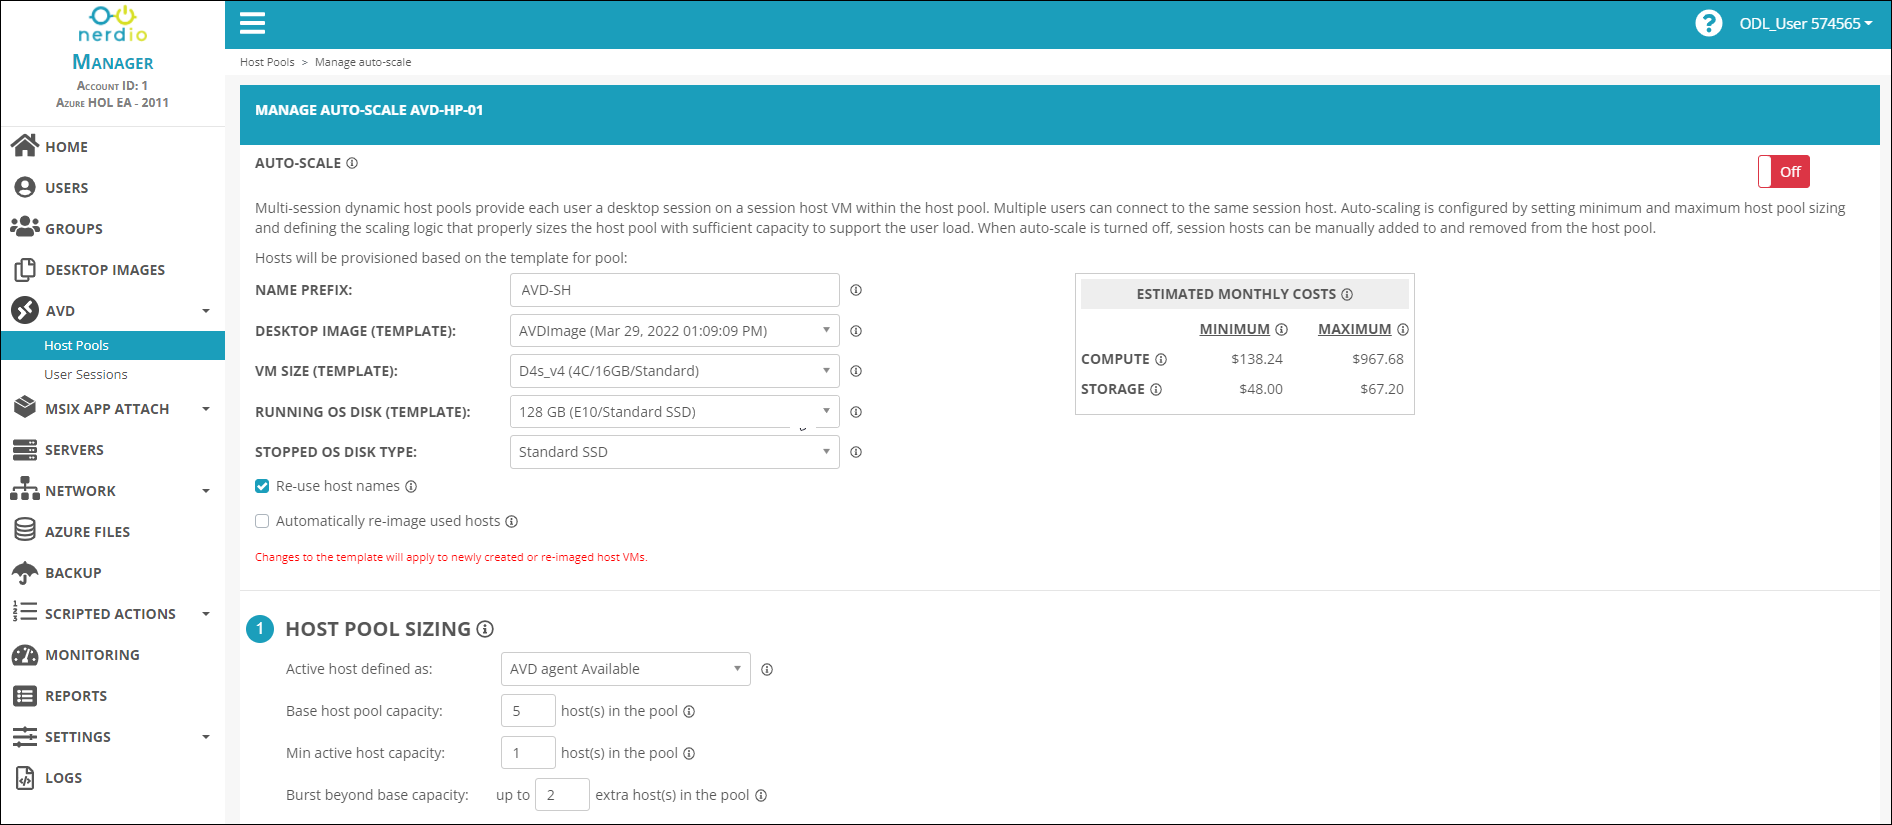 nerdio
MANAGER
ACCOUNT ID: 1
AZURE HOL EA - 2011
HOME
USERS
GROUPS
DESKTOP IMAGES
AVD
Host Pools
User Sessions
MSIX APP ATTACH
SERVERS
NETWORK
AZURE FILES
BACKUP
SCRIPTED ACTIONS
MONITORING
REPORTS
SETTINGS
LOGS
? ODL_User 574565
Host Pools > Manage auto-scale
MANAGE AUTO-SCALE AVD-HP-01
AUTO-SCALE
Off
Multi-session dynamic host pools provide each user a desktop session on a session host VM within the host pool. Multiple users can connect to the same session host. Auto-scaling is configured by setting minimum and maximum host pool sizing
and defining the scaling logic that properly sizes the host pool with sufficient capacity to support the user load. When auto-scale is turned off, session hosts can be manually added to and removed from the host pool.
Hosts will be provisioned based on the template for pool:
NAME PREFIX: AVD-SH
DESKTOP IMAGE (TEMPLATE): AVDImage (Mar 29, 2022 01:09:09 PM)
VM SIZE (TEMPLATE): D4s_v4 (4C/16GB/Standard)
RUNNING OS DISK (TEMPLATE): 128 GB (E10/Standard SSD)
STOPPED OS DISK TYPE: Standard SSD
Re-use host names
Automatically re-image used hosts
Changes to the template will apply to newly created or re-imaged host VMs.
ESTIMATED MONTHLY COSTS
MINIMUM MAXIMUM
COMPUTE $138.24 $967.68
STORAGE $48.00 $67.20
1 HOST POOL SIZING
Active host defined as: AVD agent Available
Base host pool capacity: 5 host(s) in the pool
Min active host capacity: 1 host(s) in the pool
Burst beyond base capacity: up to 2 extra host(s) in the pool